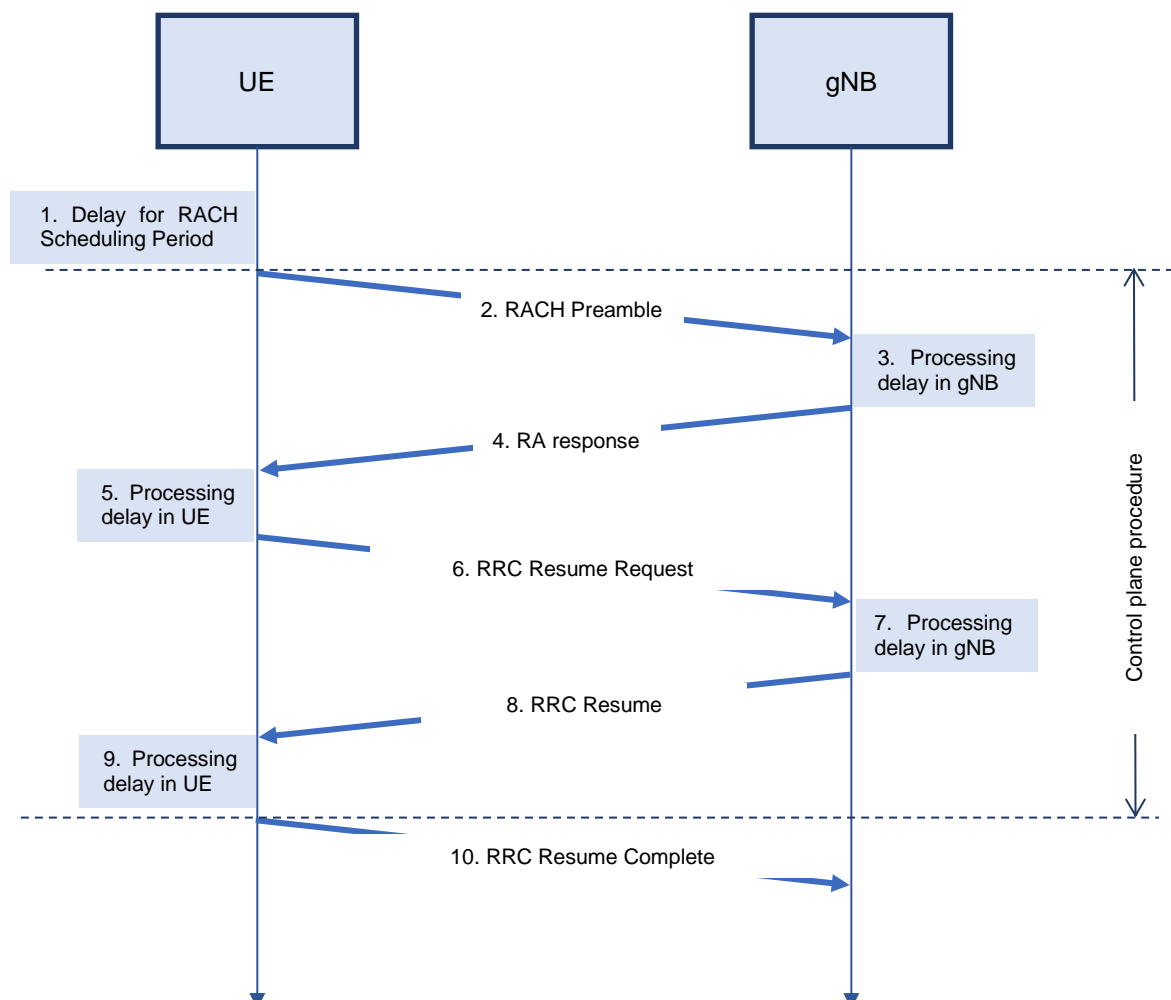 UE
gNB
1. Delay for RACH
Scheduling Period
2. RACH Preamble
3. Processing
delay in gNB
4. RA response
5. Processing
delay in UE
6. RRC Resume Request
7. Processing
delay in gNB
8. RRC Resume
9. Processing
delay in UE
10. RRC Resume Complete
Control plane procedure